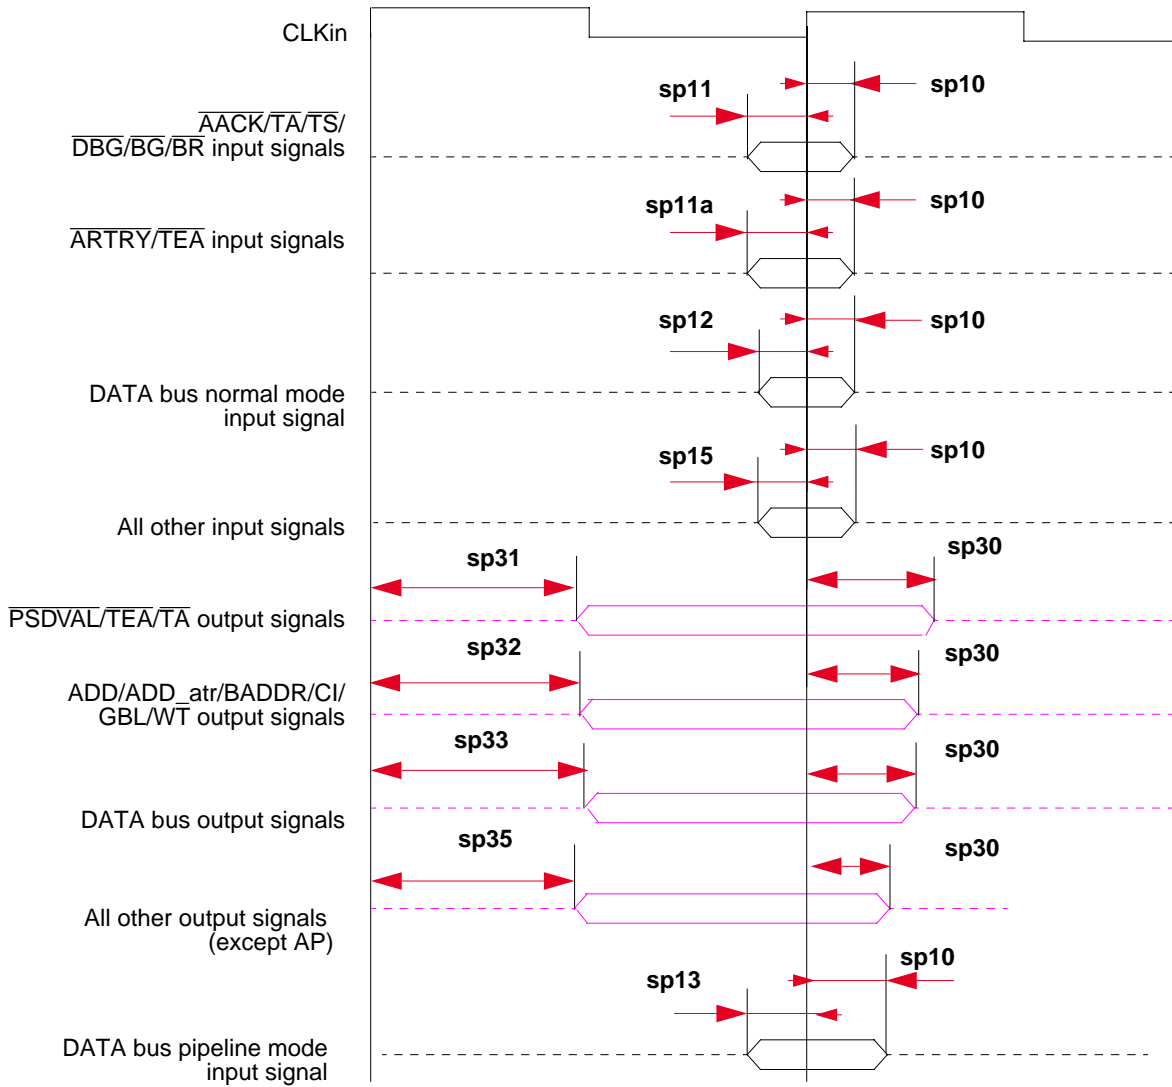 CLKin
sp11
sp10
AACK/TA/TS/
DBG/BG/BR input signals
sp11a
sp10
ARTRY/TEA input signals
sp12
sp10
DATA bus normal mode
input signal
sp15
sp10
All other input signals
sp31
sp30
PSDVAL/TEA/TA output signals
sp32
sp30
ADD/ADD_atr/BADDR/CI/
GBL/WT output signals
sp33
sp30
DATA bus output signals
sp35
sp30
All other output signals
(except AP)
sp13
sp10
DATA bus pipeline mode
input signal